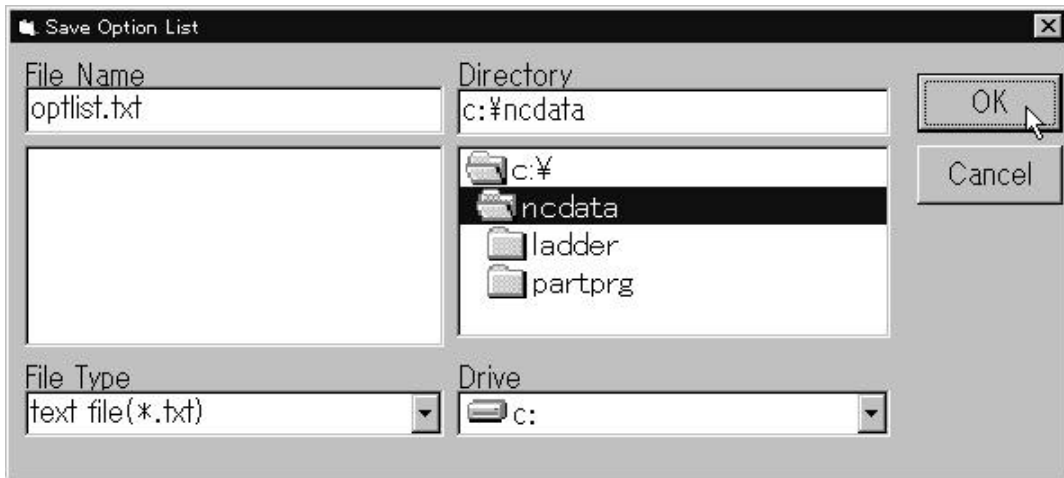 Save Option List
File Name
optlist.txt
Directory
c:¥ncdata
OK
Cancel
c:¥
ncdata
ladder
partprg
File Type
text file(*.txt)
Drive
c: